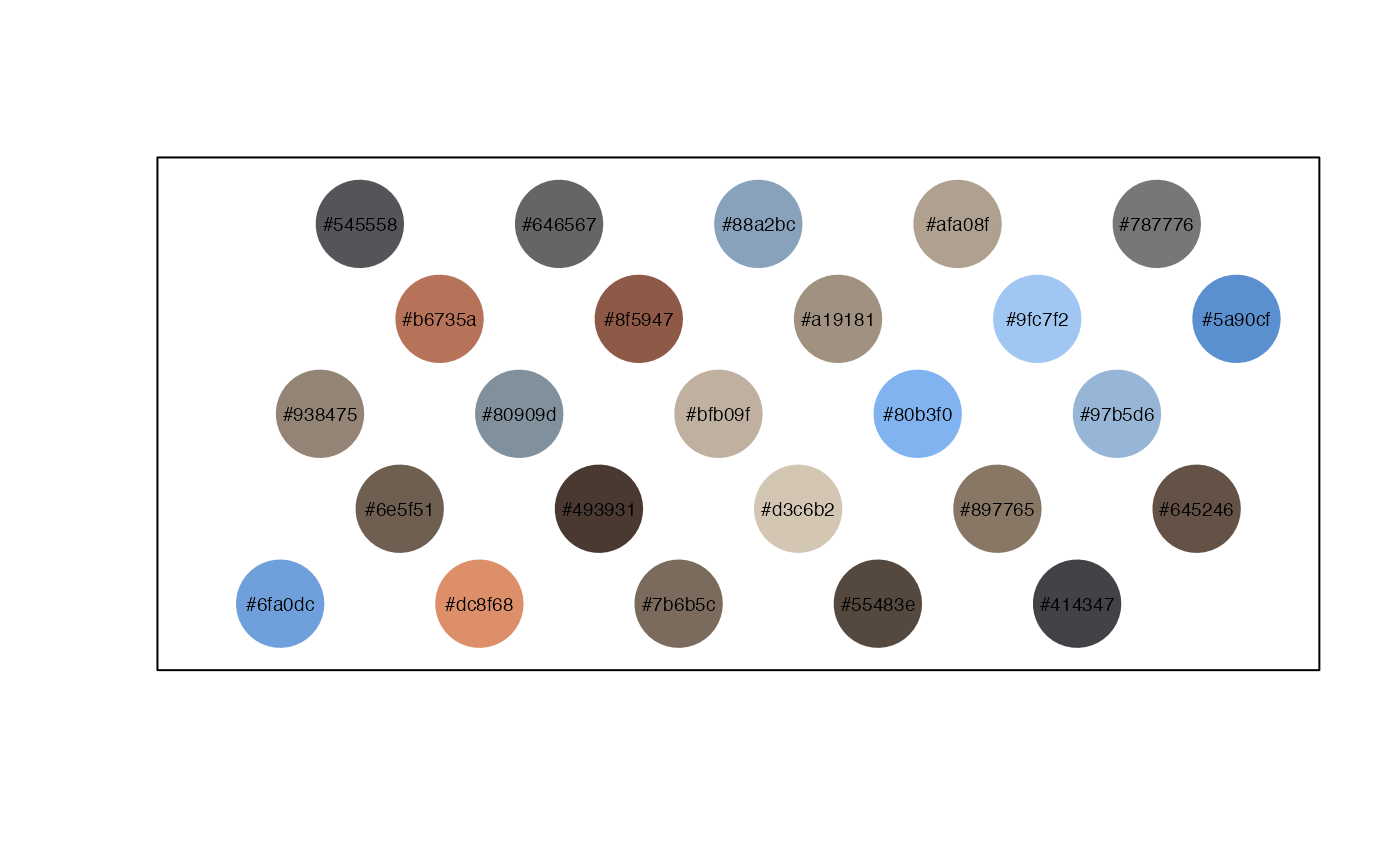 #545558 #646567 #88a2bc #afa08f #787776
#b6735a #8f5947 #a19181 #9fc7f2 #5a90cf
#938475 #80909d #bfb09f #80b3f0 #97b5d6
#6e5f51 #493931 #d3c6b2 #897765 #645246
#6fa0dc #dc8f68 #7b6b5c #55483e #414347